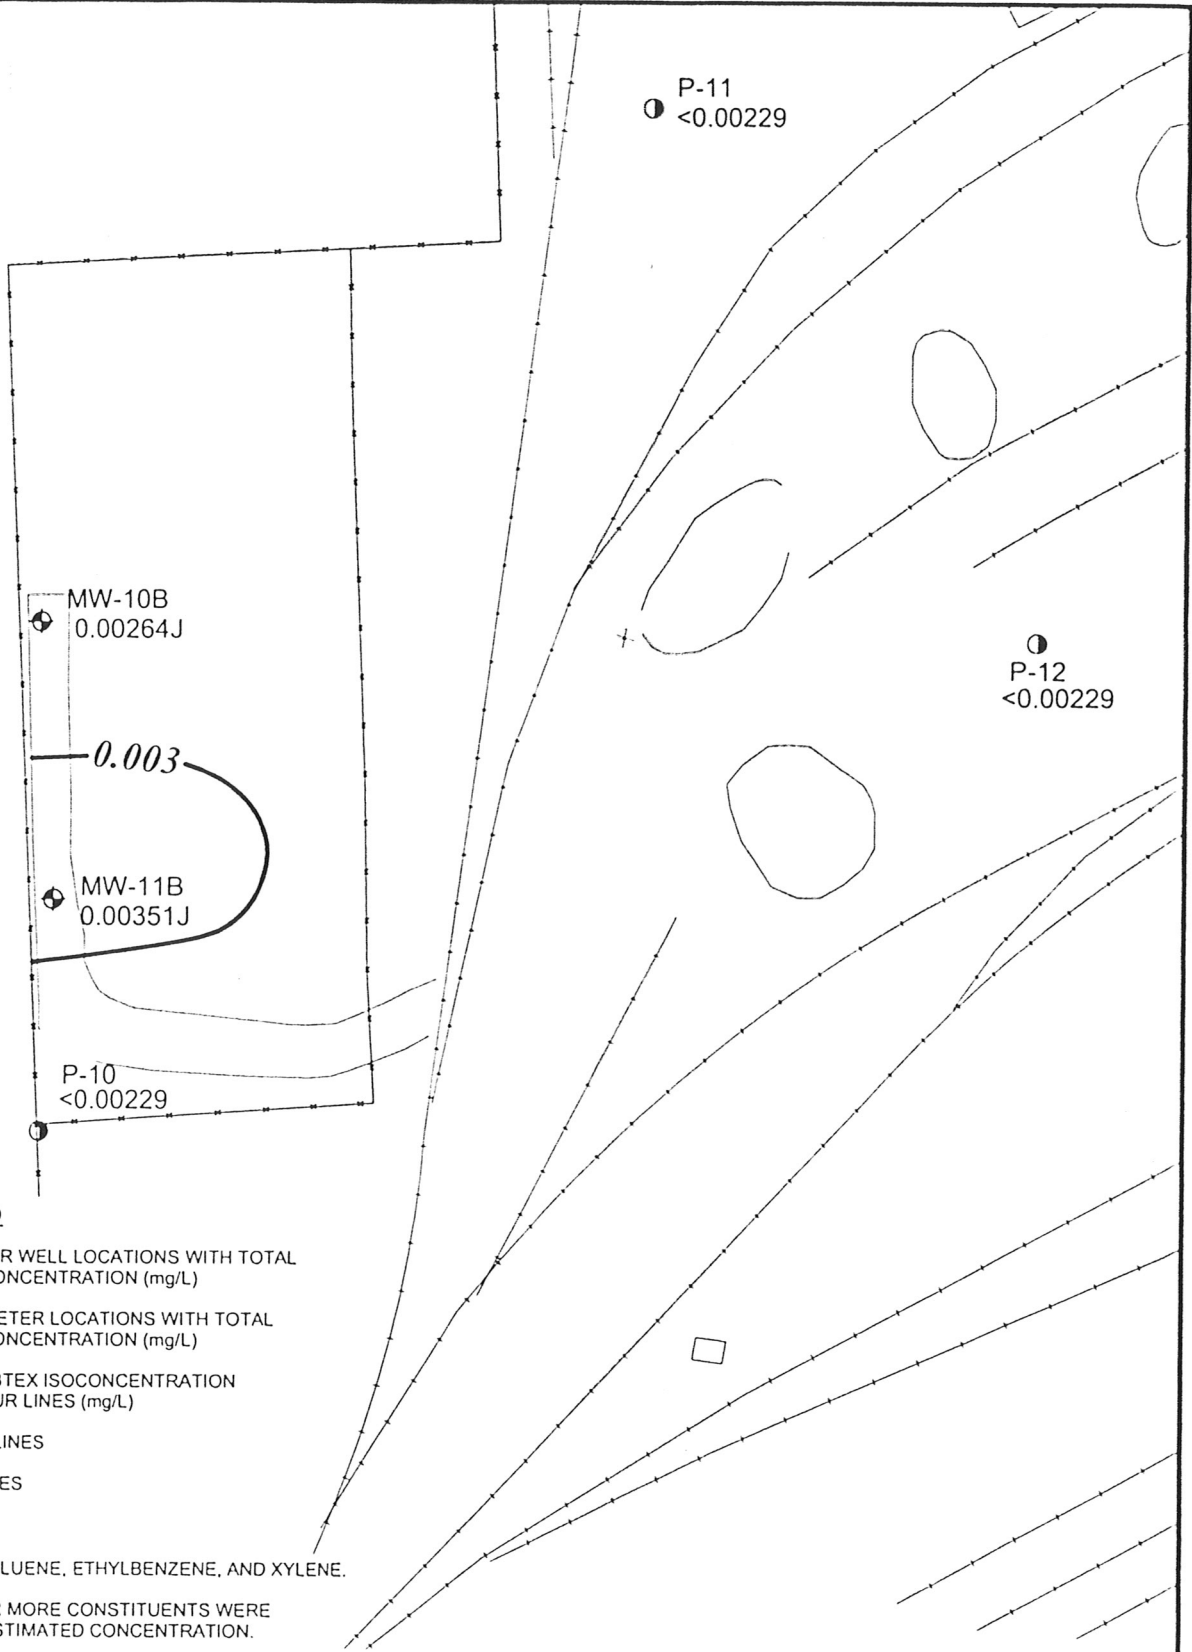 P-11
<0.00229
MW-10B
0.00264J
P-12
<0.00229
0.003
MW-11B
0.00351J
P-10
<0.00229
R WELL LOCATIONS WITH TOTAL
ONCENTRATION (mg/L)
ETER LOCATIONS WITH TOTAL
ONCENTRATION (mg/L)
BTEX ISOCONCENTRATION
UR LINES (mg/L)
LINES
ES
LUENE, ETHYLBENZENE, AND XYLENE.
R MORE CONSTITUENTS WERE
STIMATED CONCENTRATION.